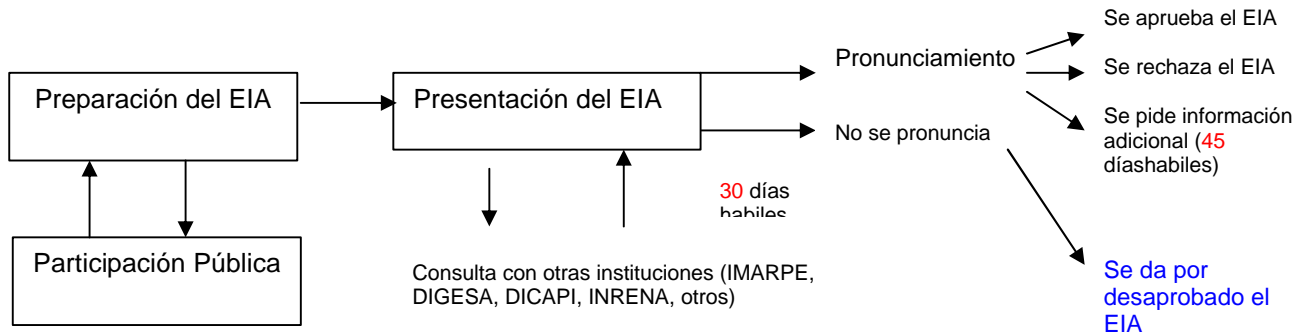 Preparación del EIA
Participación Pública
Presentación del EIA
Consulta con otras instituciones (IMARPE,
DIGESA, DICAPI, INRENA, otros)
30 días
habiles
Pronunciamiento
No se pronuncia
Se aprueba el EIA
Se rechaza el EIA
Se pide información
adicional (45
díashabiles)
Se da por
desaprobado el
EIA